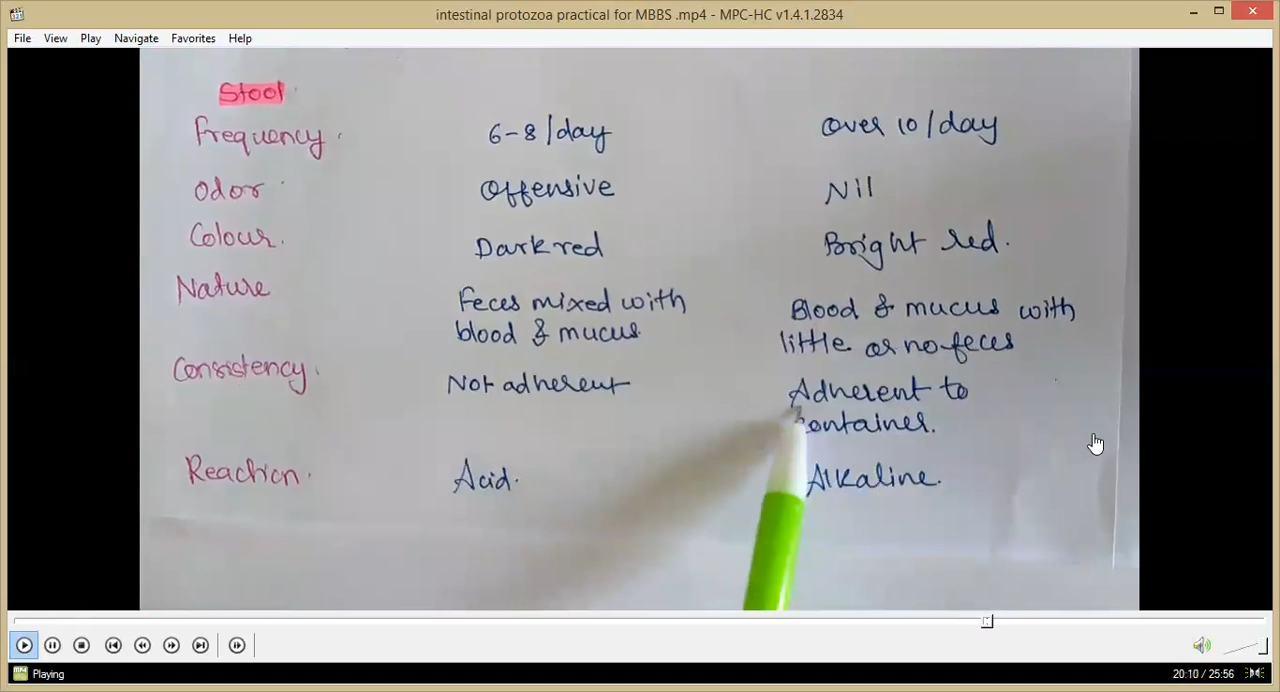 intestinal protozoa practical for MBBS .mp4 - MPC-HC v1.4.1.2834
File View Play Navigate Favorites Help
Stool
Frequency 6-8/day Over 10/day
Odor Offensive Nil
Colour. Dark red Bright red.
Nature Feces mixed with blood & mucus Blood & mucus with little or no feces
Consistency Not adherent Adherent to container.
Reaction. Acid. Alkaline.
Playing 20:10 / 25:56